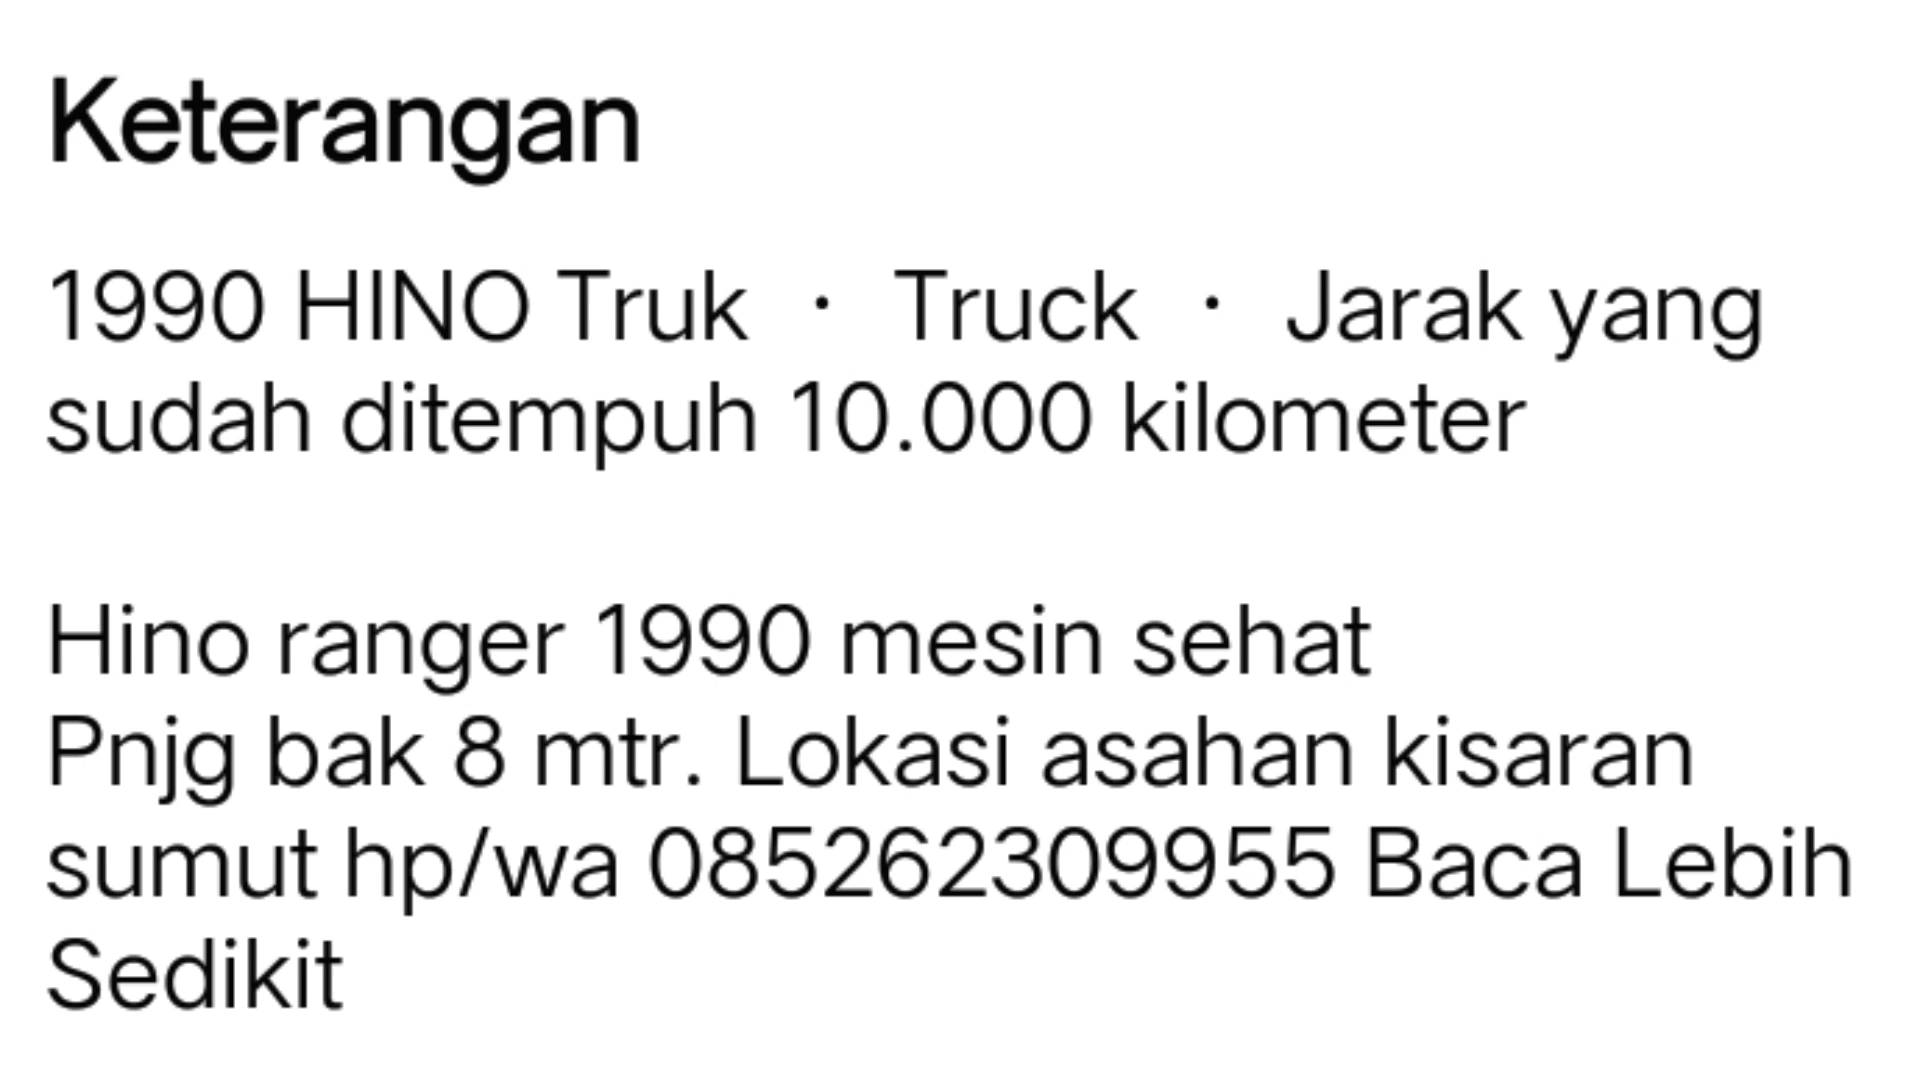 Keterangan
1990 HINO Truk · Truck · Jarak yang
sudah ditempuh 10.000 kilometer
Hino ranger 1990 mesin sehat
Pnjg bak 8 mtr. Lokasi asahan kisaran
sumut hp/wa 085262309955 Baca Lebih
Sedikit